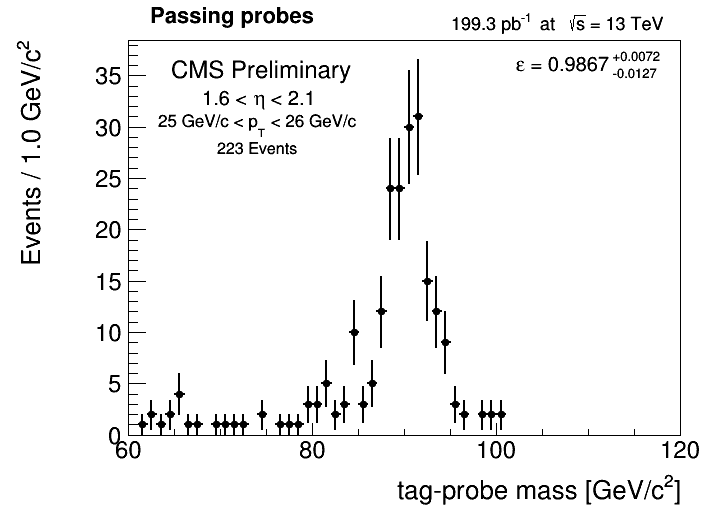 Passing probes
199.3 pb⁻¹ at √s = 13 TeV
CMS Preliminary
1.6 < η < 2.1
25 GeV/c < p_T < 26 GeV/c
223 Events
ε = 0.9867 +0.0072 -0.0127
Events / 1.0 GeV/c²
35
30
25
20
15
10
5
0
60 80 100 120
tag-probe mass [GeV/c²]